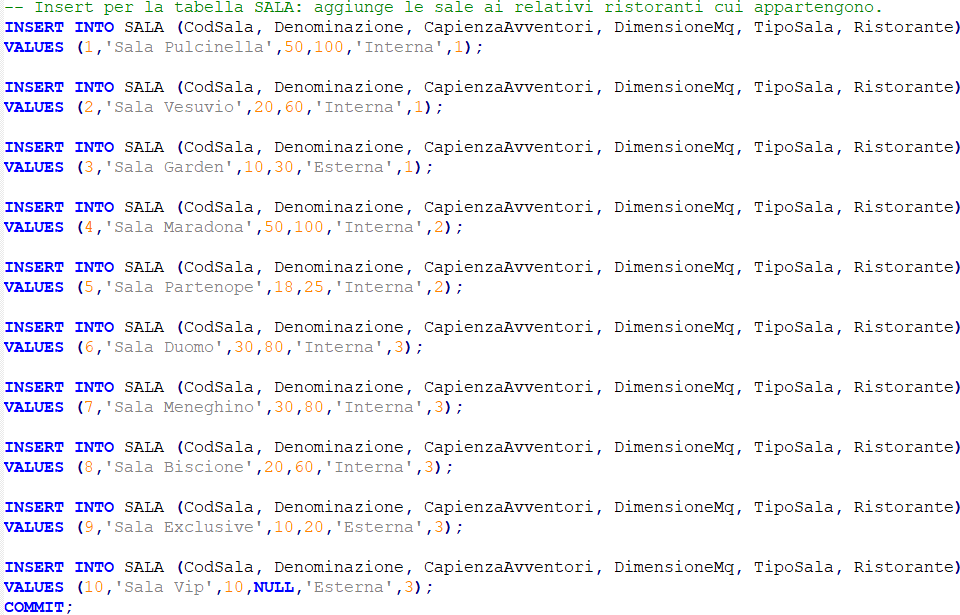 -- Insert per la tabella SALA: aggiunge le sale ai relativi ristoranti cui appartengono.
INSERT INTO SALA (CodSala, Denominazione, CapienzaAvventori, DimensioneMq, TipoSala, Ristorante)
VALUES (1,'Sala Pulcinella',50,100,'Interna',1);
INSERT INTO SALA (CodSala, Denominazione, CapienzaAvventori, DimensioneMq, TipoSala, Ristorante)
VALUES (2,'Sala Vesuvio',20,60,'Interna',1);
INSERT INTO SALA (CodSala, Denominazione, CapienzaAvventori, DimensioneMq, TipoSala, Ristorante)
VALUES (3,'Sala Garden',10,30,'Esterna',1);
INSERT INTO SALA (CodSala, Denominazione, CapienzaAvventori, DimensioneMq, TipoSala, Ristorante)
VALUES (4,'Sala Maradona',50,100,'Interna',2);
INSERT INTO SALA (CodSala, Denominazione, CapienzaAvventori, DimensioneMq, TipoSala, Ristorante)
VALUES (5,'Sala Partenope',18,25,'Interna',2);
INSERT INTO SALA (CodSala, Denominazione, CapienzaAvventori, DimensioneMq, TipoSala, Ristorante)
VALUES (6,'Sala Duomo',30,80,'Interna',3);
INSERT INTO SALA (CodSala, Denominazione, CapienzaAvventori, DimensioneMq, TipoSala, Ristorante)
VALUES (7,'Sala Meneghino',30,80,'Interna',3);
INSERT INTO SALA (CodSala, Denominazione, CapienzaAvventori, DimensioneMq, TipoSala, Ristorante)
VALUES (8,'Sala Biscione',20,60,'Interna',3);
INSERT INTO SALA (CodSala, Denominazione, CapienzaAvventori, DimensioneMq, TipoSala, Ristorante)
VALUES (9,'Sala Exclusive',10,20,'Esterna',3);
INSERT INTO SALA (CodSala, Denominazione, CapienzaAvventori, DimensioneMq, TipoSala, Ristorante)
VALUES (10,'Sala Vip',10,NULL,'Esterna',3);
COMMIT;